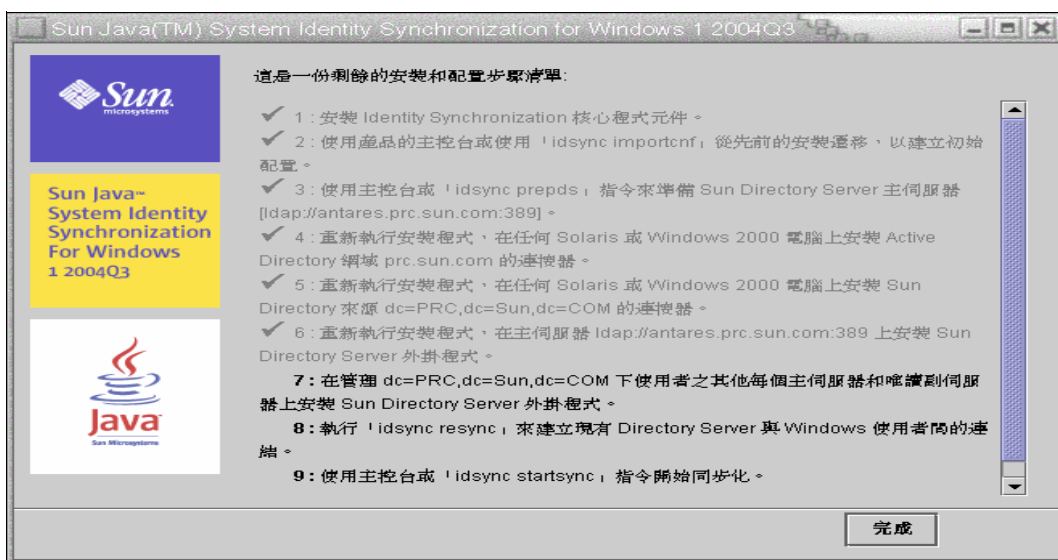 Sun Java(TM) System Identity Synchronization for Windows 1 2004Q3
Sun
microsystems
Sun Java™
System Identity
Synchronization
For Windows
1 2004Q3
Java
Sun Microsystems
這是一份剩餘的安裝和配置步驟清單:
1 : 安裝 Identity Synchronization 核心程式元件。
2 : 使用產品的主控台或使用「idsync importcnf」從先前的安裝遷移，以建立初始
配置。
3 : 使用主控台或「idsync prepds」指令來準備 Sun Directory Server 主伺服器
[ldap://antares.prc.sun.com:389]。
4 : 重新執行安裝程式，在任何 Solaris 或 Windows 2000 電腦上安裝 Active
Directory 網域 prc.sun.com 的連接器。
5 : 重新執行安裝程式，在任何 Solaris 或 Windows 2000 電腦上安裝 Sun
Directory 來源 dc=PRC,dc=Sun,dc=COM 的連接器。
6 : 重新執行安裝程式，在主伺服器 ldap://antares.prc.sun.com:389 上安裝 Sun
Directory Server 外掛程式。
7 : 在管理 dc=PRC,dc=Sun,dc=COM 下使用者之其他每個主伺服器和唯讀副伺服
器上安裝 Sun Directory Server 外掛程式。
8 : 執行「idsync resync」來建立現有 Directory Server 與 Windows 使用者間的連
結。
9 : 使用主控台或「idsync startsync」指令開始同步化。
完成